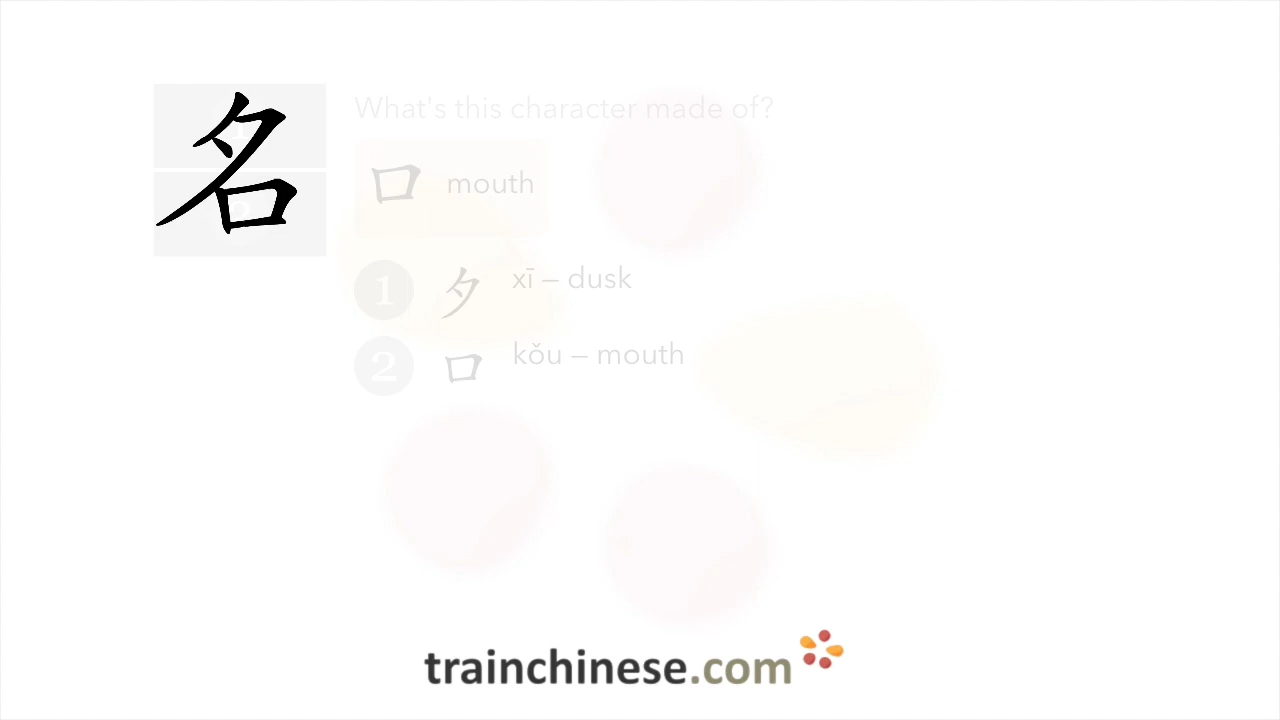 名
What's this character made of?
口 mouth
1 夕 xī – dusk
2 口 kǒu – mouth
trainchinese.com